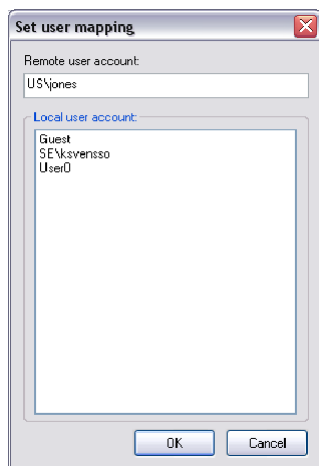 Set user mapping
Remote user account:
US\jones
Local user account:
Guest
SE\ksvensso
User0
OK
Cancel